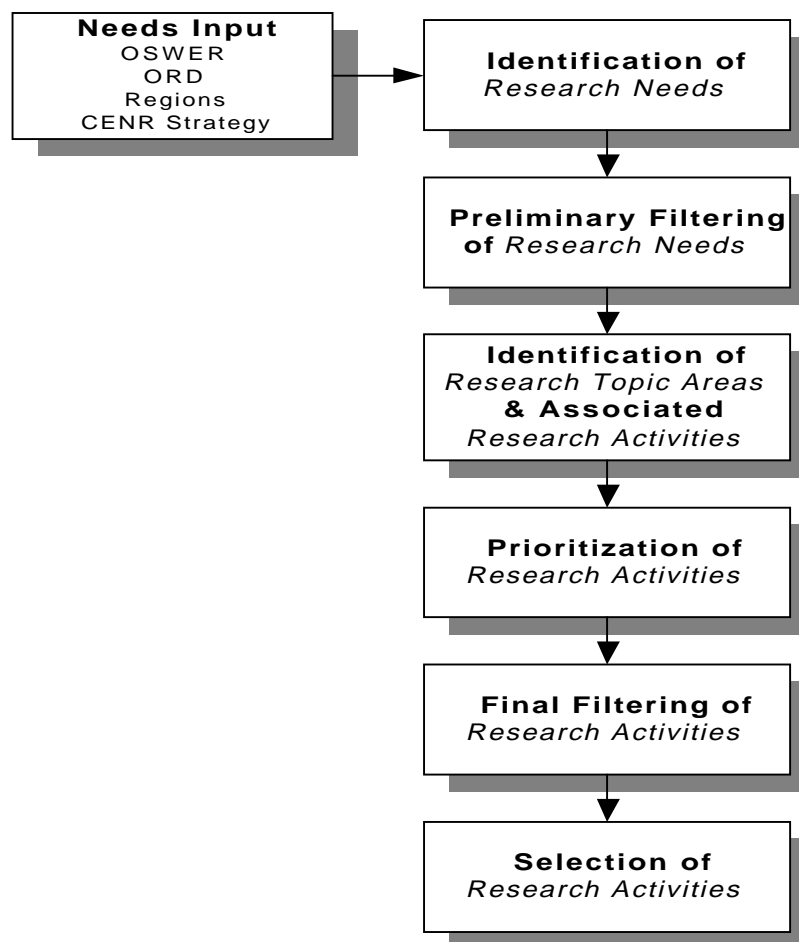 Needs Input
OSWER
ORD
Regions
CENR Strategy
Identification of
Research Needs
Preliminary Filtering
of Research Needs
Identification of
Research Topic Areas
& Associated
Research Activities
Prioritization of
Research Activities
Final Filtering of
Research Activities
Selection of
Research Activities